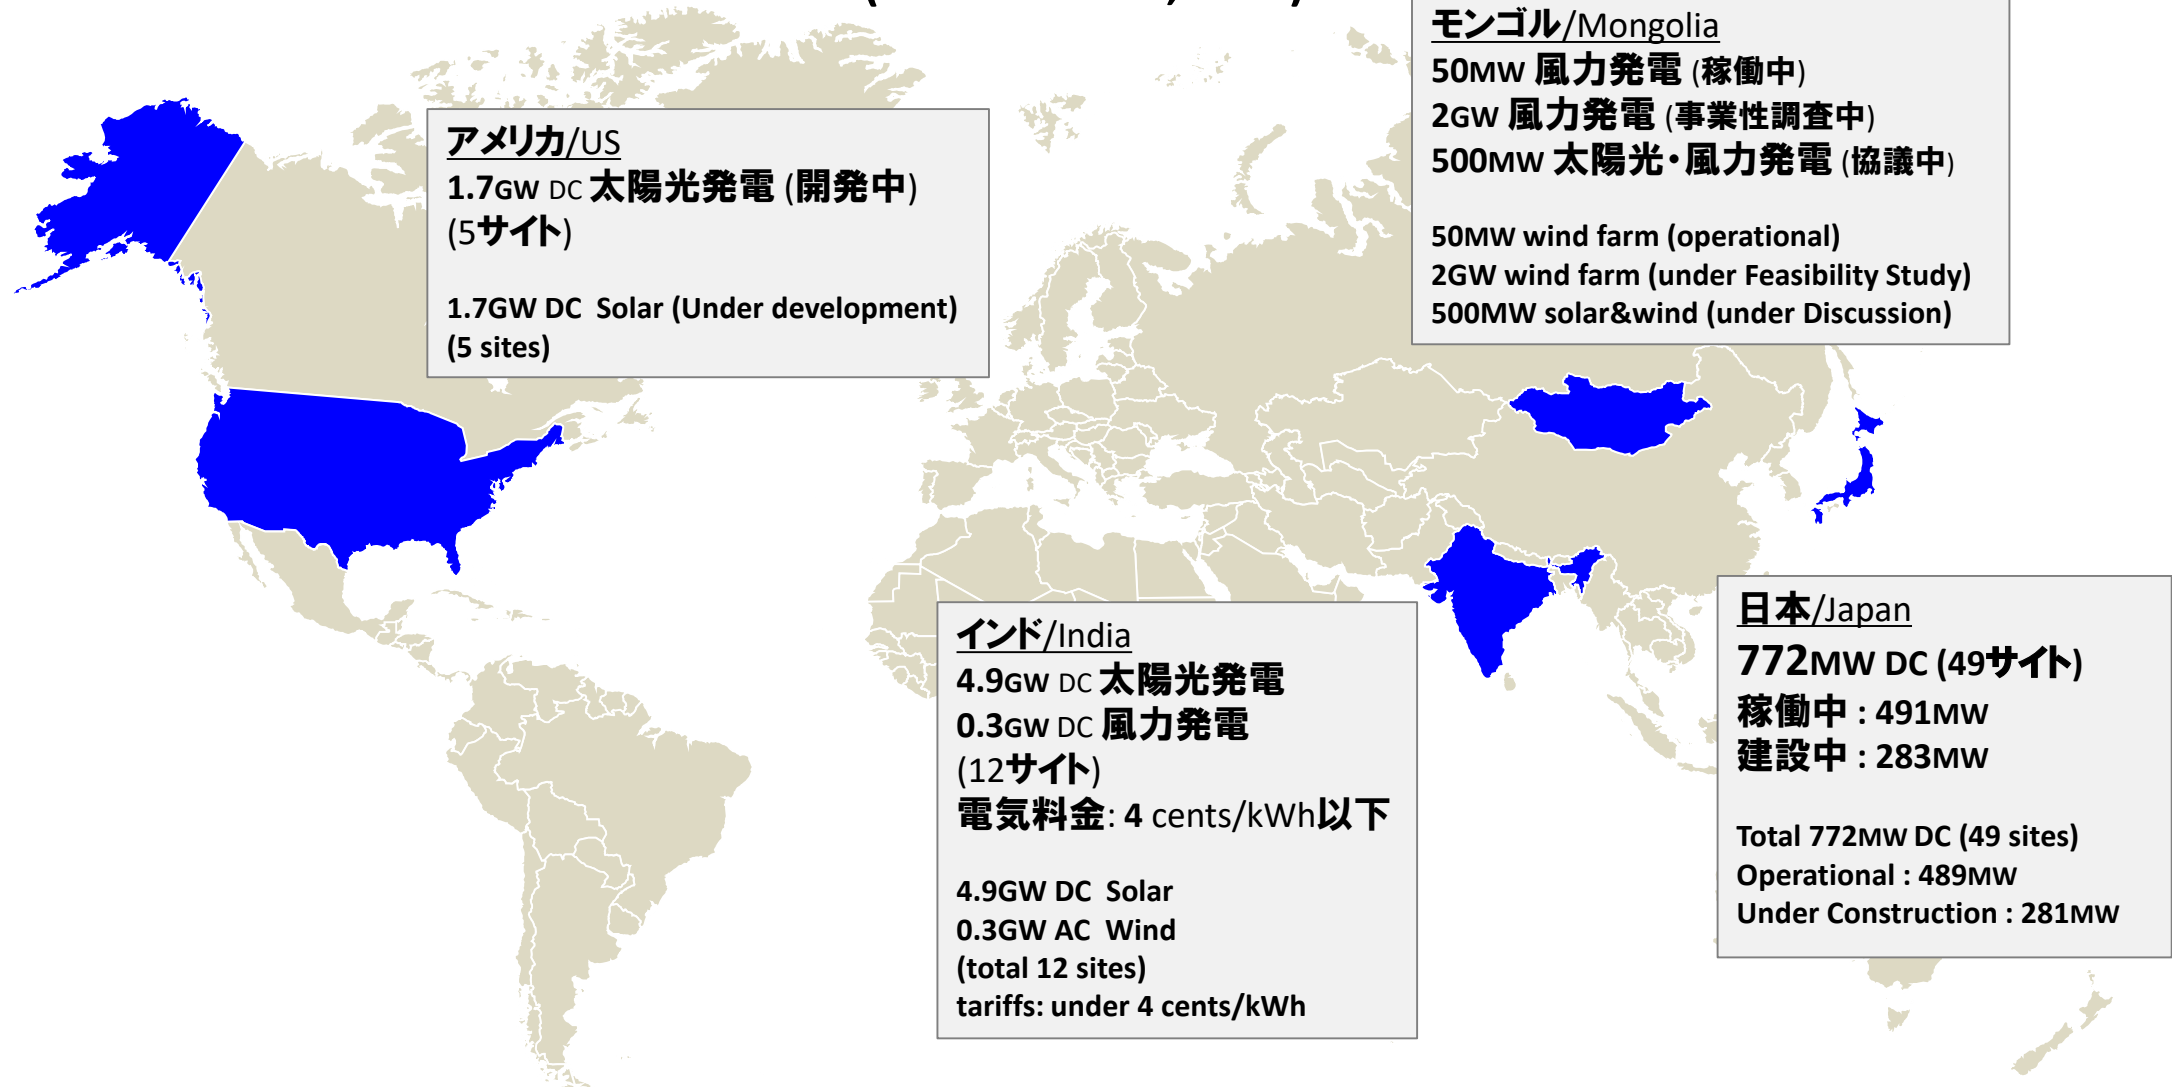 モンゴル/Mongolia
50MW 風力発電 (稼働中)
2GW 風力発電 (事業性調査中)
500MW 太陽光・風力発電 (協議中)
50MW wind farm (operational)
2GW wind farm (under Feasibility Study)
500MW solar&wind (under Discussion)
アメリカ/US
1.7GW DC 太陽光発電 (開発中)
(5サイト)
1.7GW DC Solar (Under development)
(5 sites)
インド/India
4.9GW DC 太陽光発電
0.3GW DC 風力発電
(12サイト)
電気料金: 4 cents/kWh以下
4.9GW DC Solar
0.3GW AC Wind
(total 12 sites)
tariffs: under 4 cents/kWh
日本/Japan
772MW DC (49サイト)
稼働中 : 491MW
建設中 : 283MW
Total 772MW DC (49 sites)
Operational : 489MW
Under Construction : 281MW